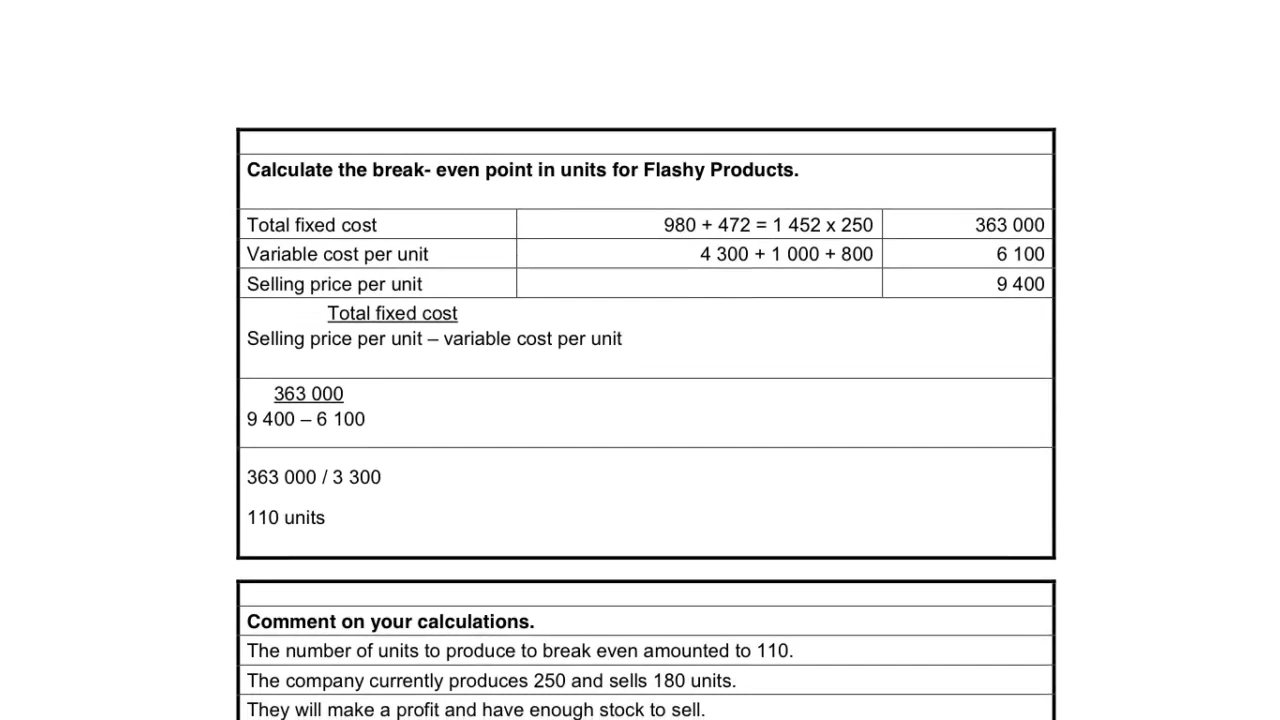 Calculate the break- even point in units for Flashy Products.
Total fixed cost 980 + 472 = 1 452 x 250 363 000
Variable cost per unit 4 300 + 1 000 + 800 6 100
Selling price per unit 9 400
Total fixed cost
Selling price per unit – variable cost per unit
363 000
9 400 – 6 100
363 000 / 3 300
110 units
Comment on your calculations.
The number of units to produce to break even amounted to 110.
The company currently produces 250 and sells 180 units.
They will make a profit and have enough stock to sell.